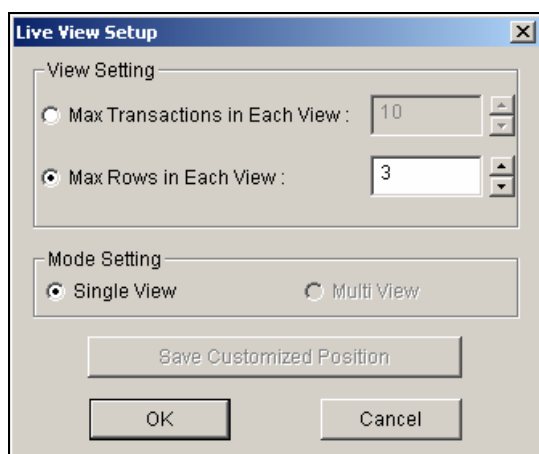 Live View Setup
View Setting
Max Transactions in Each View : 10
Max Rows in Each View : 3
Mode Setting
Single View Multi View
Save Customized Position
OK Cancel